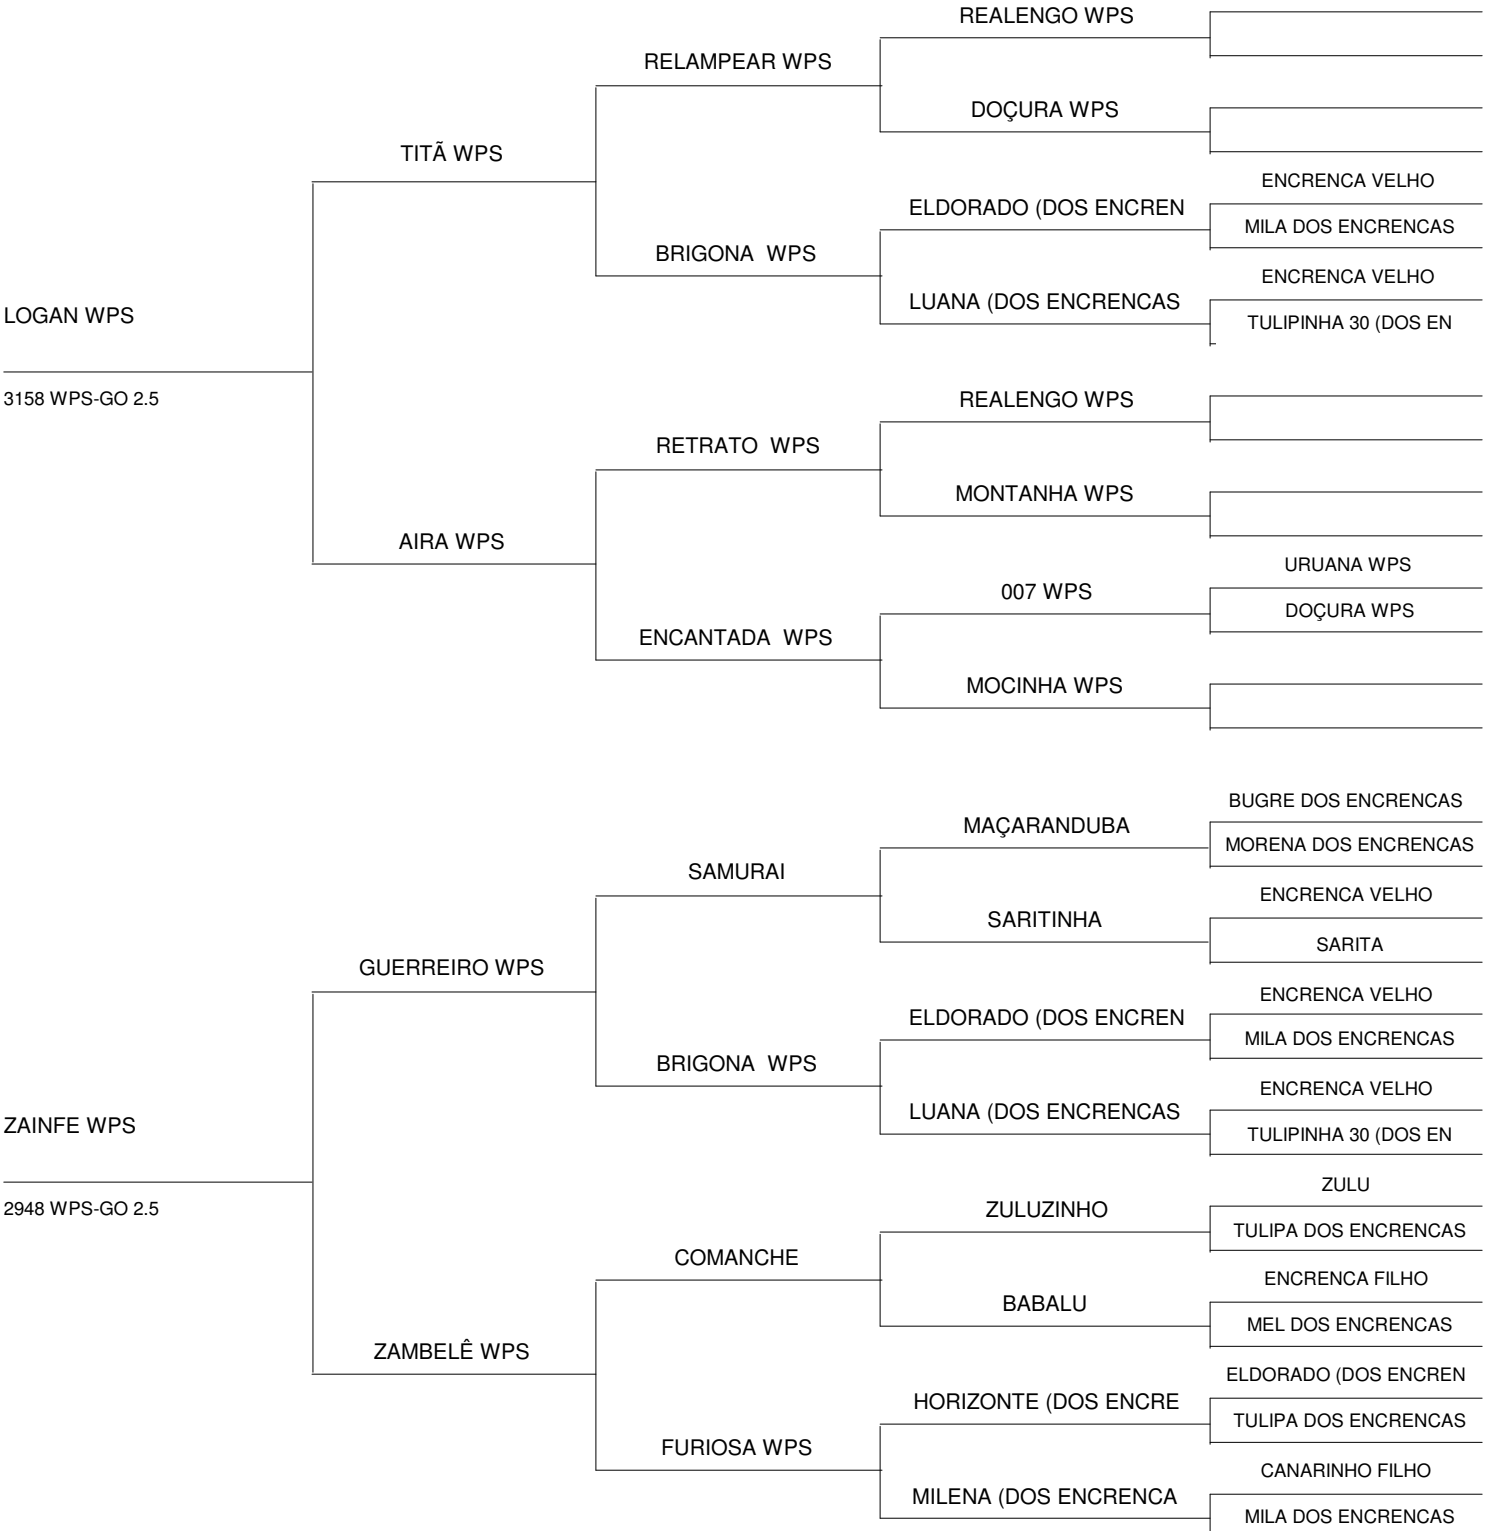 REALENGO WPS
RELAMPEAR WPS
DOÇURA WPS
TITÃ WPS
ENCRENCA VELHO
ELDORADO (DOS ENCREN
MILA DOS ENCRENCAS
BRIGONA  WPS
ENCRENCA VELHO
LUANA (DOS ENCRENCAS
TULIPINHA 30 (DOS EN
LOGAN WPS
3158 WPS-GO 2.5
REALENGO WPS
RETRATO  WPS
MONTANHA WPS
AIRA WPS
URUANA WPS
007 WPS
DOÇURA WPS
ENCANTADA  WPS
MOCINHA WPS
BUGRE DOS ENCRENCAS
MAÇARANDUBA
MORENA DOS ENCRENCAS
SAMURAI
ENCRENCA VELHO
SARITINHA
SARITA
GUERREIRO WPS
ENCRENCA VELHO
ELDORADO (DOS ENCREN
MILA DOS ENCRENCAS
BRIGONA  WPS
ENCRENCA VELHO
LUANA (DOS ENCRENCAS
TULIPINHA 30 (DOS EN
ZAINFE WPS
2948 WPS-GO 2.5
ZULU
ZULUZINHO
TULIPA DOS ENCRENCAS
COMANCHE
ENCRENCA FILHO
BABALU
MEL DOS ENCRENCAS
ZAMBELÊ WPS
ELDORADO (DOS ENCREN
HORIZONTE (DOS ENCRE
TULIPA DOS ENCRENCAS
FURIOSA WPS
CANARINHO FILHO
MILENA (DOS ENCRENCA
MILA DOS ENCRENCAS